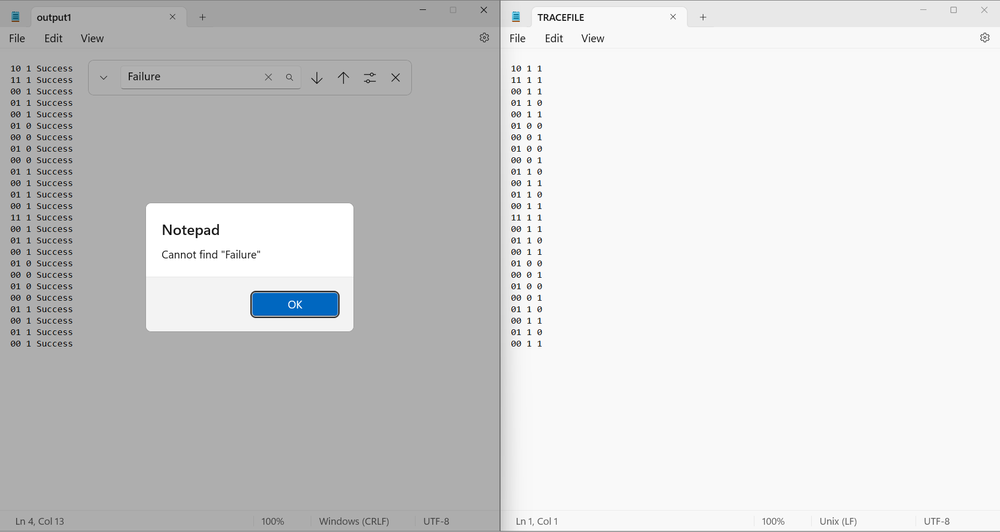 output1
File Edit View
Failure
10 1 Success
11 1 Success
00 1 Success
01 1 Success
00 1 Success
01 0 Success
00 0 Success
01 0 Success
00 0 Success
01 1 Success
00 1 Success
01 1 Success
00 1 Success
11 1 Success
00 1 Success
01 1 Success
00 1 Success
01 0 Success
00 0 Success
01 0 Success
00 0 Success
01 1 Success
00 1 Success
01 1 Success
00 1 Success
Notepad
Cannot find "Failure"
OK
Ln 4, Col 13 100% Windows (CRLF) UTF-8
TRACEFILE
File Edit View
10 1 1
11 1 1
00 1 1
01 1 0
00 1 1
01 0 0
00 0 1
01 0 0
00 0 1
01 1 0
00 1 1
01 1 0
00 1 1
11 1 1
00 1 1
01 1 0
00 1 1
01 0 0
00 0 1
01 0 0
00 0 1
01 1 0
00 1 1
01 1 0
00 1 1
Ln 1, Col 1 100% Unix (LF) UTF-8